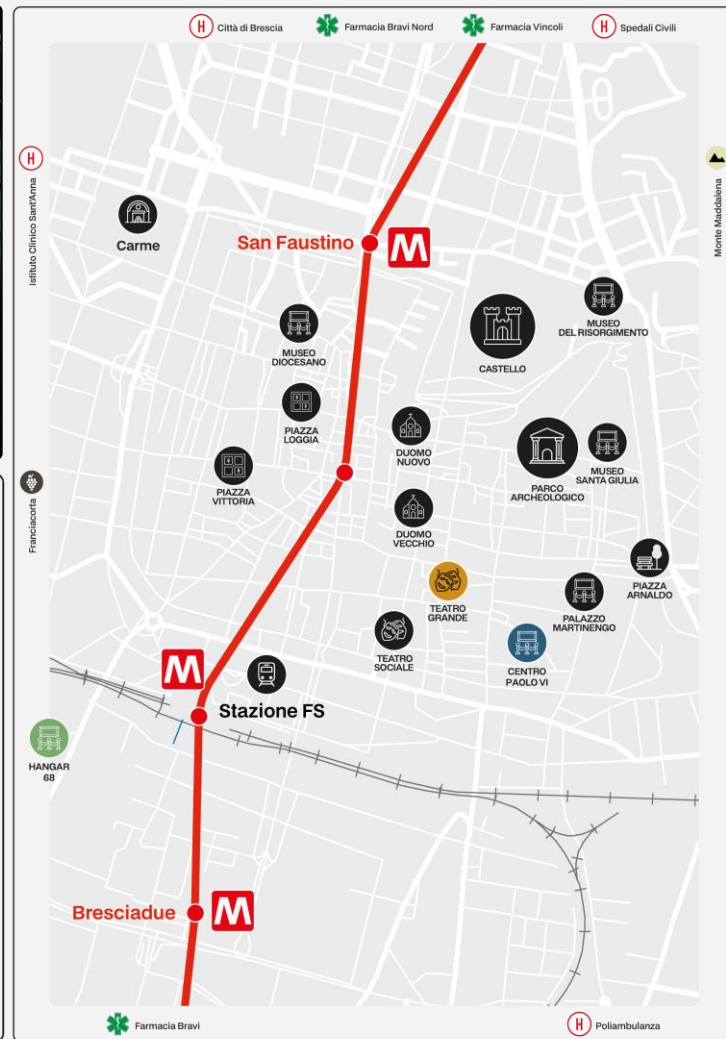 H Città di Brescia
Farmacia Bravi Nord
Farmacia Vincoli
H Spedali Civili
H Istituto Clinico Sant'Anna
Monte Maddalena
Carme
San Faustino M
MUSEO
DIOCESANO
CASTELLO
MUSEO
DEL RISORGIMENTO
PIAZZA
LOGGIA
DUOMO
NUOVO
PIAZZA
VITTORIA
PARCO
ARCHEOLOGICO
MUSEO
SANTA GIULIA
Franciacorta
DUOMO
VECCHIO
TEATRO
GRANDE
PIAZZA
ARNALDO
PALAZZO
MARTINENGO
TEATRO
SOCIALE
CENTRO
PAOLO VI
M
Stazione FS
HANGAR
68
Bresciadue M
Farmacia Bravi
H Poliambulanza